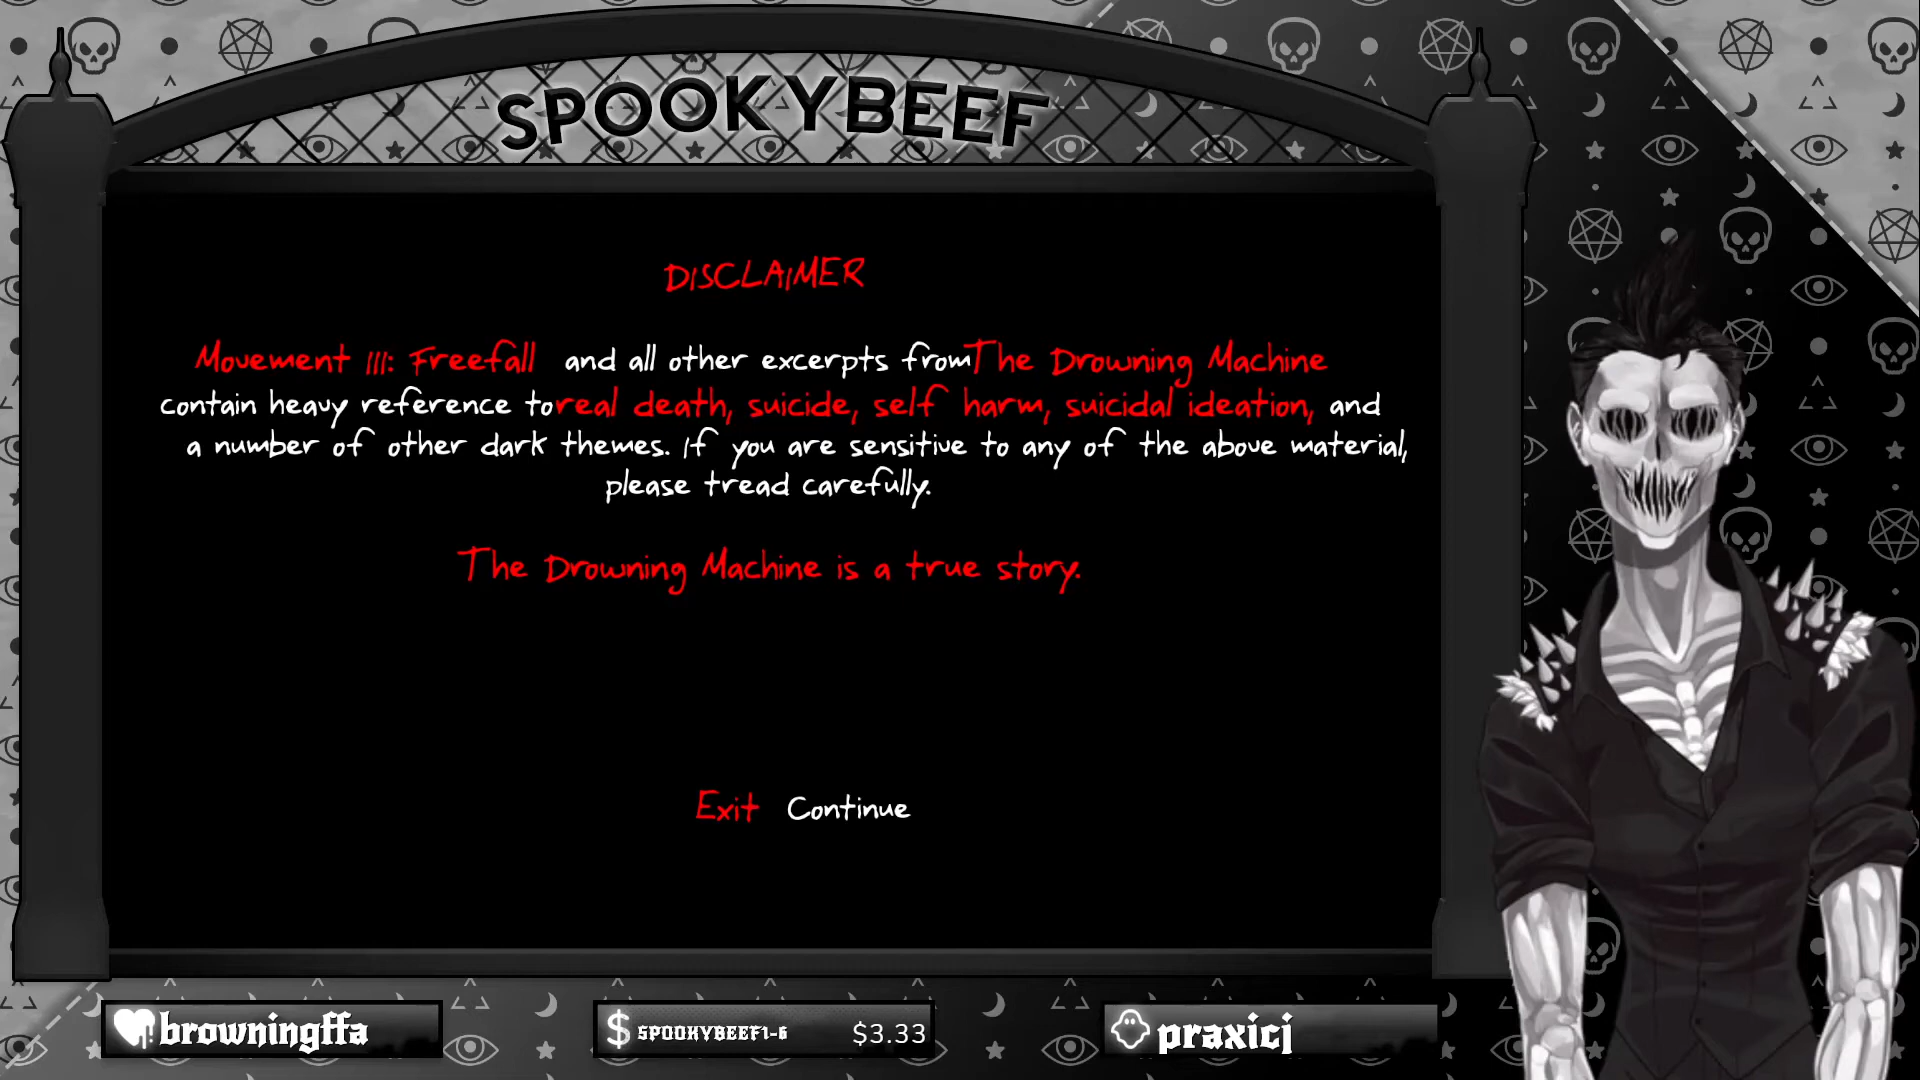 SPOOKYBEEF
DISCLAIMER
Movement III: Freefall and all other excerpts from The Drowning Machine
contain heavy reference to real death, suicide, self harm, suicidal ideation, and
a number of other dark themes. If you are sensitive to any of the above material,
please tread carefully.
The Drowning Machine is a true story.
Exit Continue
browningffa
$ SPOOKYBEEF1-6 $3.33
praxicj